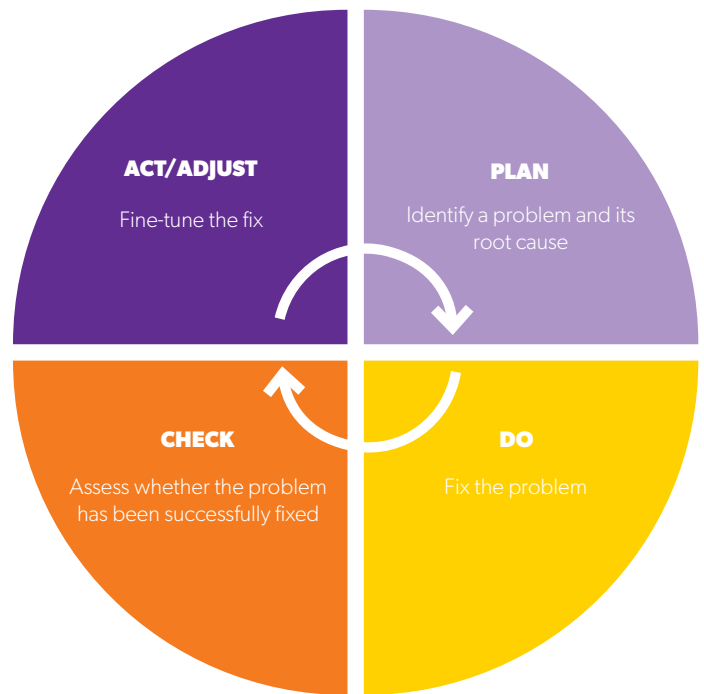 ACT/ADJUST
Fine-tune the fix
PLAN
Identify a problem and its
root cause
CHECK
Assess whether the problem
has been successfully fixed
DO
Fix the problem